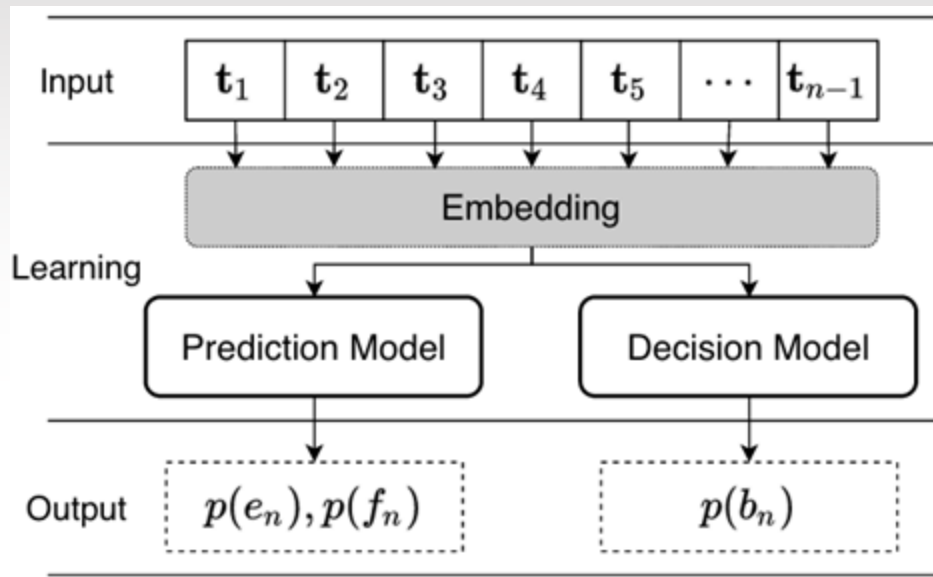 Input t₁ t₂ t₃ t₄ t₅ ⋯ tₙ₋₁
Embedding
Learning
Prediction Model Decision Model
Output p(eₙ), p(fₙ) p(bₙ)